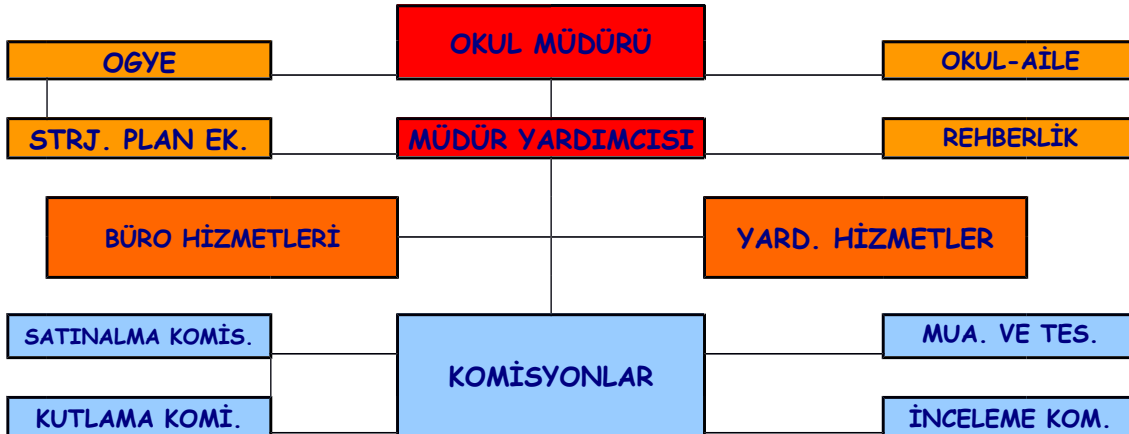 OKUL MÜDÜRÜ
OGYE
OKUL-AİLE
STRJ. PLAN EK.
MÜDÜR YARDIMCISI
REHBERLİK
BÜRO HİZMETLERİ
YARD. HİZMETLER
SATINALMA KOMİS.
KOMİSYONLAR
MUA. VE TES.
KUTLAMA KOMİ.
İNCELEME KOM.